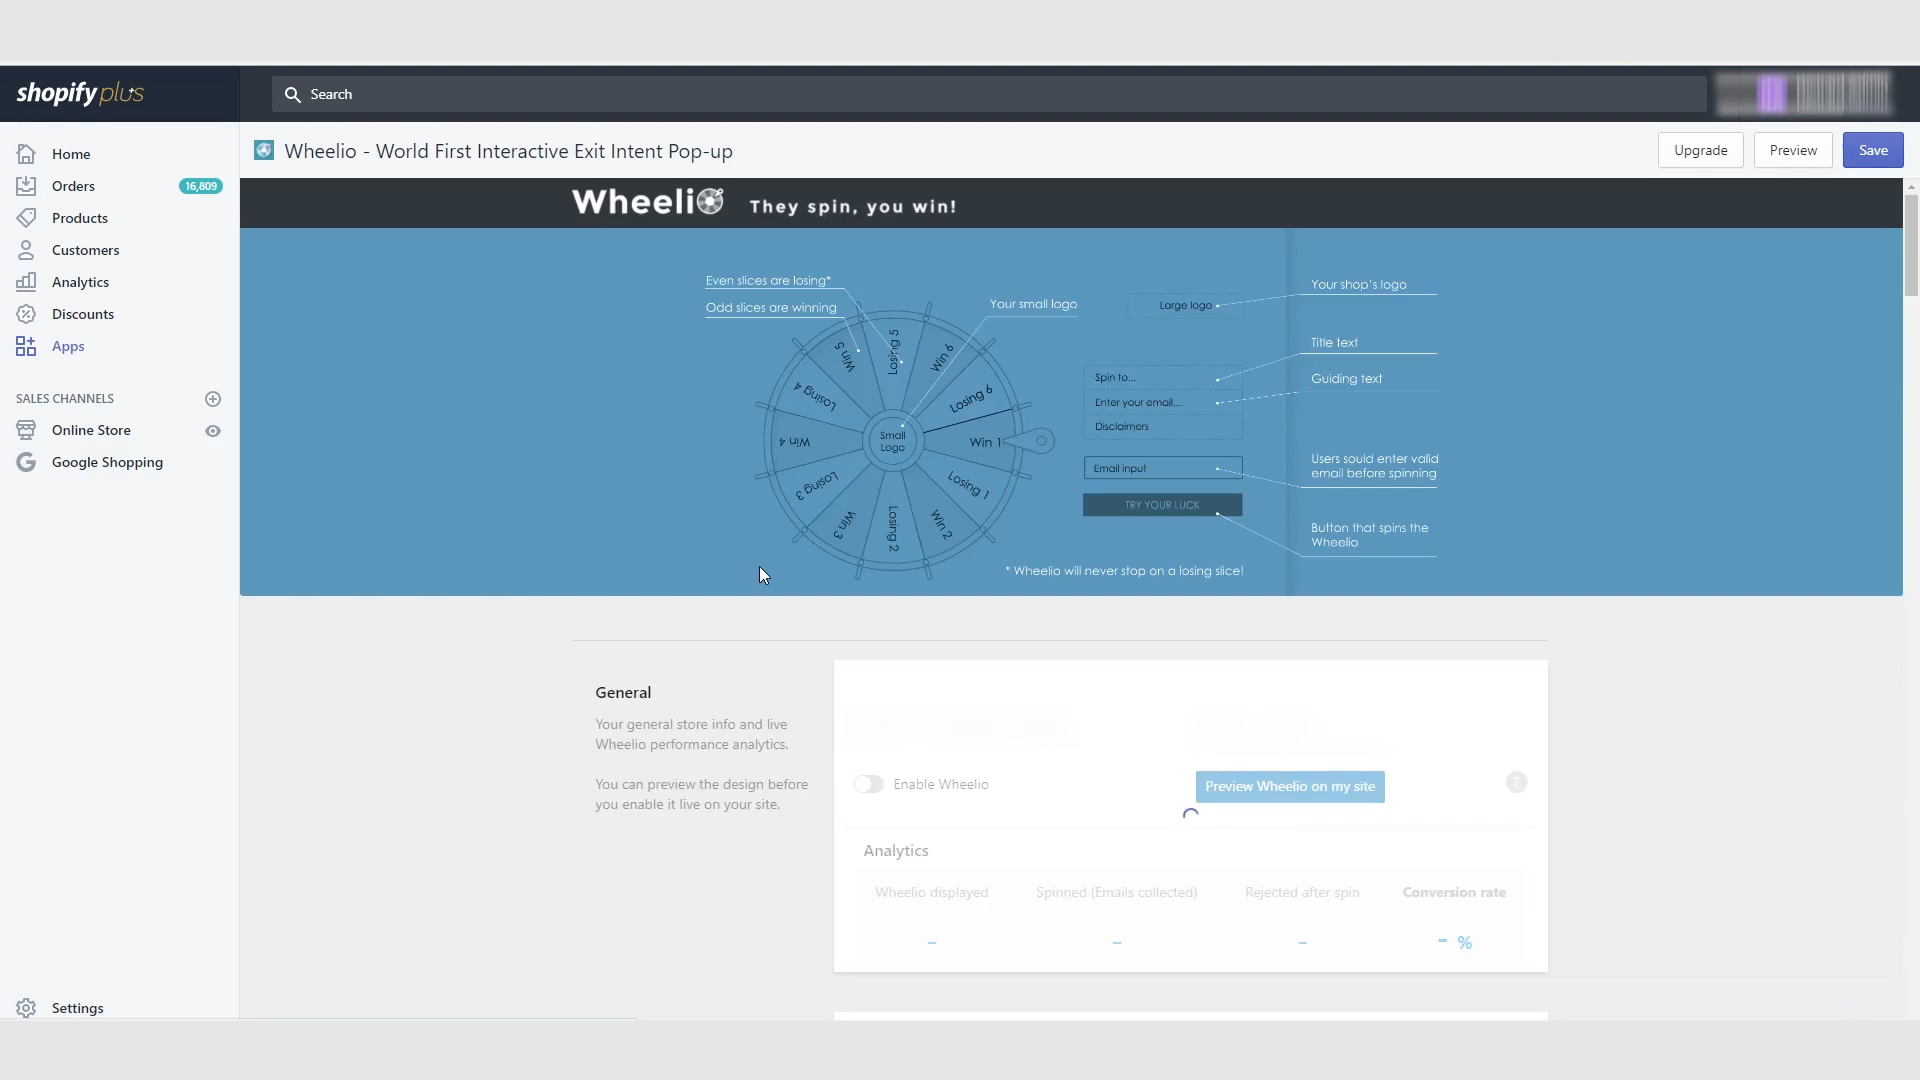 shopify plus
Search
Home
Orders
16,809
Products
Customers
Analytics
Discounts
Apps
SALES CHANNELS
Online Store
Google Shopping
Settings
Wheelio - World First Interactive Exit Intent Pop-up
Upgrade
Preview
Save
Wheelio
They spin, you win!
Even slices are losing*
Odd slices are winning
Your small logo
Losing 5
Win 6
Losing 6
Win 1
Losing 1
Win 2
Losing 2
Win 3
Losing 3
Win 4
Losing 4
Win 5
Small
Logo
Large logo
Spin to...
Enter your email...
Disclaimers
Email input
TRY YOUR LUCK
Your shop's logo
Title text
Guiding text
Users sould enter valid
email before spinning
Button that spins the
Wheelio
* Wheelio will never stop on a losing slice!
General
Your general store info and live
Wheelio performance analytics.
You can preview the design before
you enable it live on your site.
Enable Wheelio
Preview Wheelio on my site
?
Analytics
Wheelio displayed
Spinned (Emails collected)
Rejected after spin
Conversion rate
-
-
-
- %